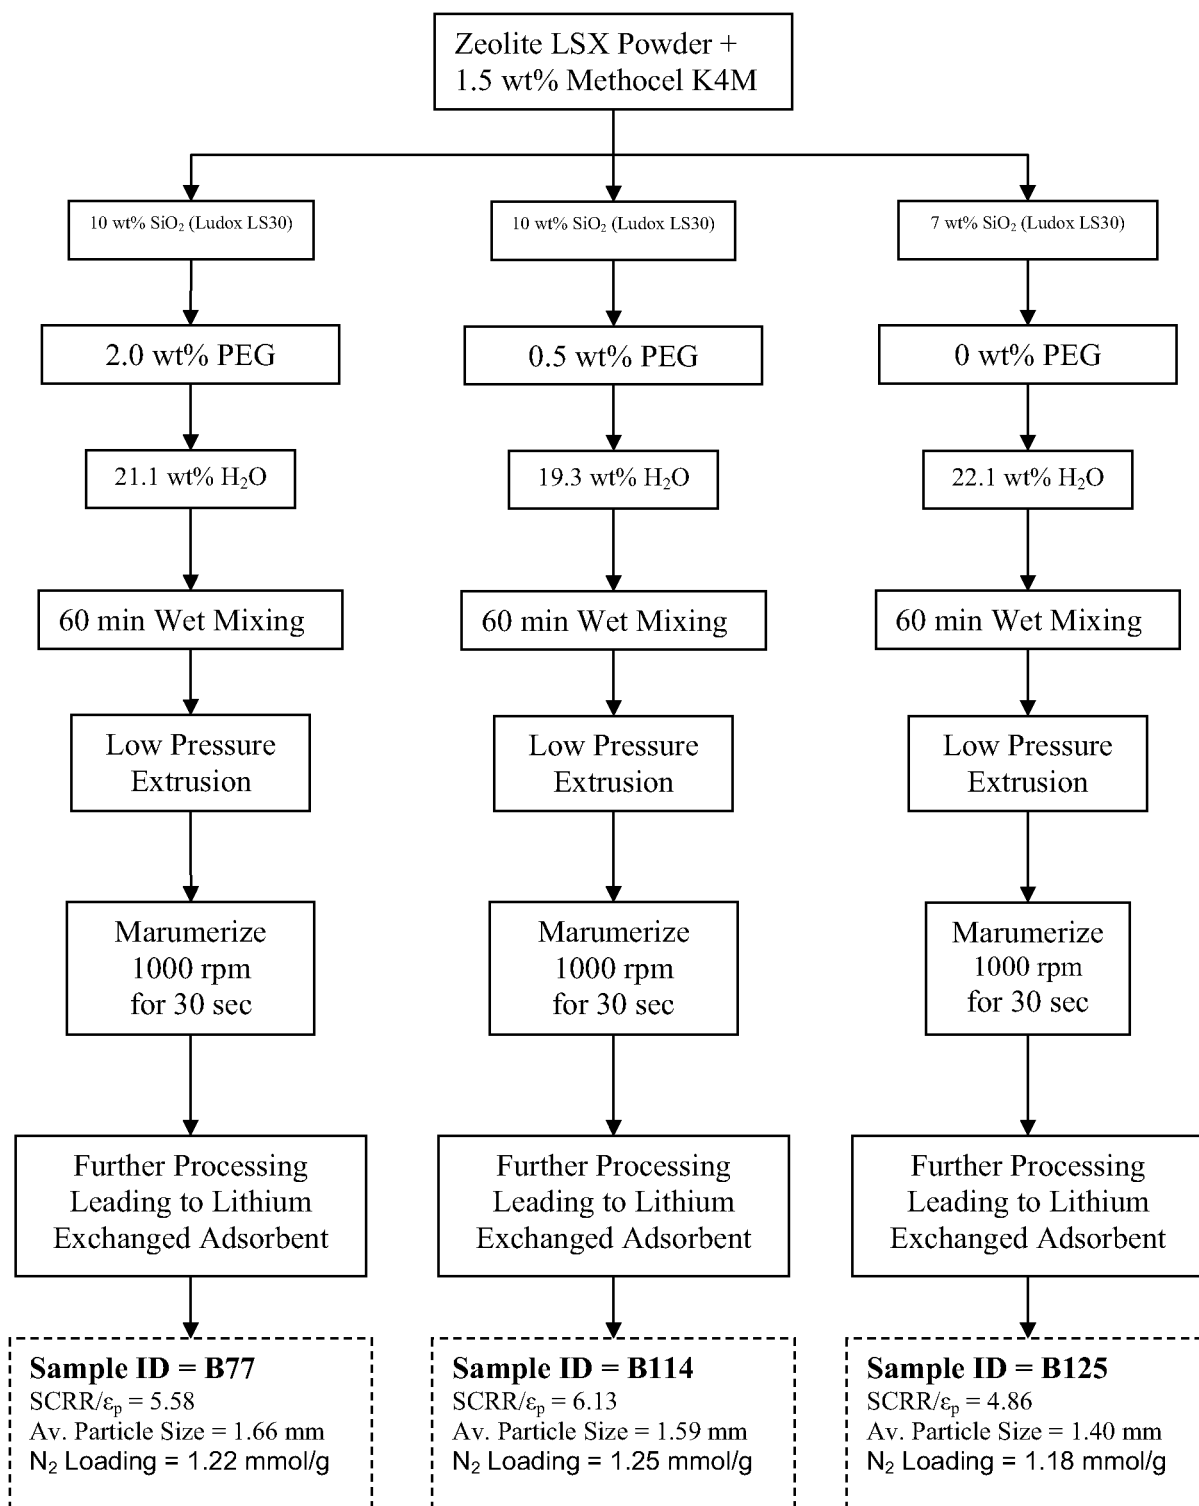 Zeolite LSX Powder +
1.5 wt% Methocel K4M
10 wt% SiO₂ (Ludox LS30)
10 wt% SiO₂ (Ludox LS30)
7 wt% SiO₂ (Ludox LS30)
2.0 wt% PEG
0.5 wt% PEG
0 wt% PEG
21.1 wt% H₂O
19.3 wt% H₂O
22.1 wt% H₂O
60 min Wet Mixing
60 min Wet Mixing
60 min Wet Mixing
Low Pressure
Extrusion
Low Pressure
Extrusion
Low Pressure
Extrusion
Marumerize
1000 rpm
for 30 sec
Marumerize
1000 rpm
for 30 sec
Marumerize
1000 rpm
for 30 sec
Further Processing
Leading to Lithium
Exchanged Adsorbent
Further Processing
Leading to Lithium
Exchanged Adsorbent
Further Processing
Leading to Lithium
Exchanged Adsorbent
Sample ID = B77
SCRR/εₚ = 5.58
Av. Particle Size = 1.66 mm
N₂ Loading = 1.22 mmol/g
Sample ID = B114
SCRR/εₚ = 6.13
Av. Particle Size = 1.59 mm
N₂ Loading = 1.25 mmol/g
Sample ID = B125
SCRR/εₚ = 4.86
Av. Particle Size = 1.40 mm
N₂ Loading = 1.18 mmol/g